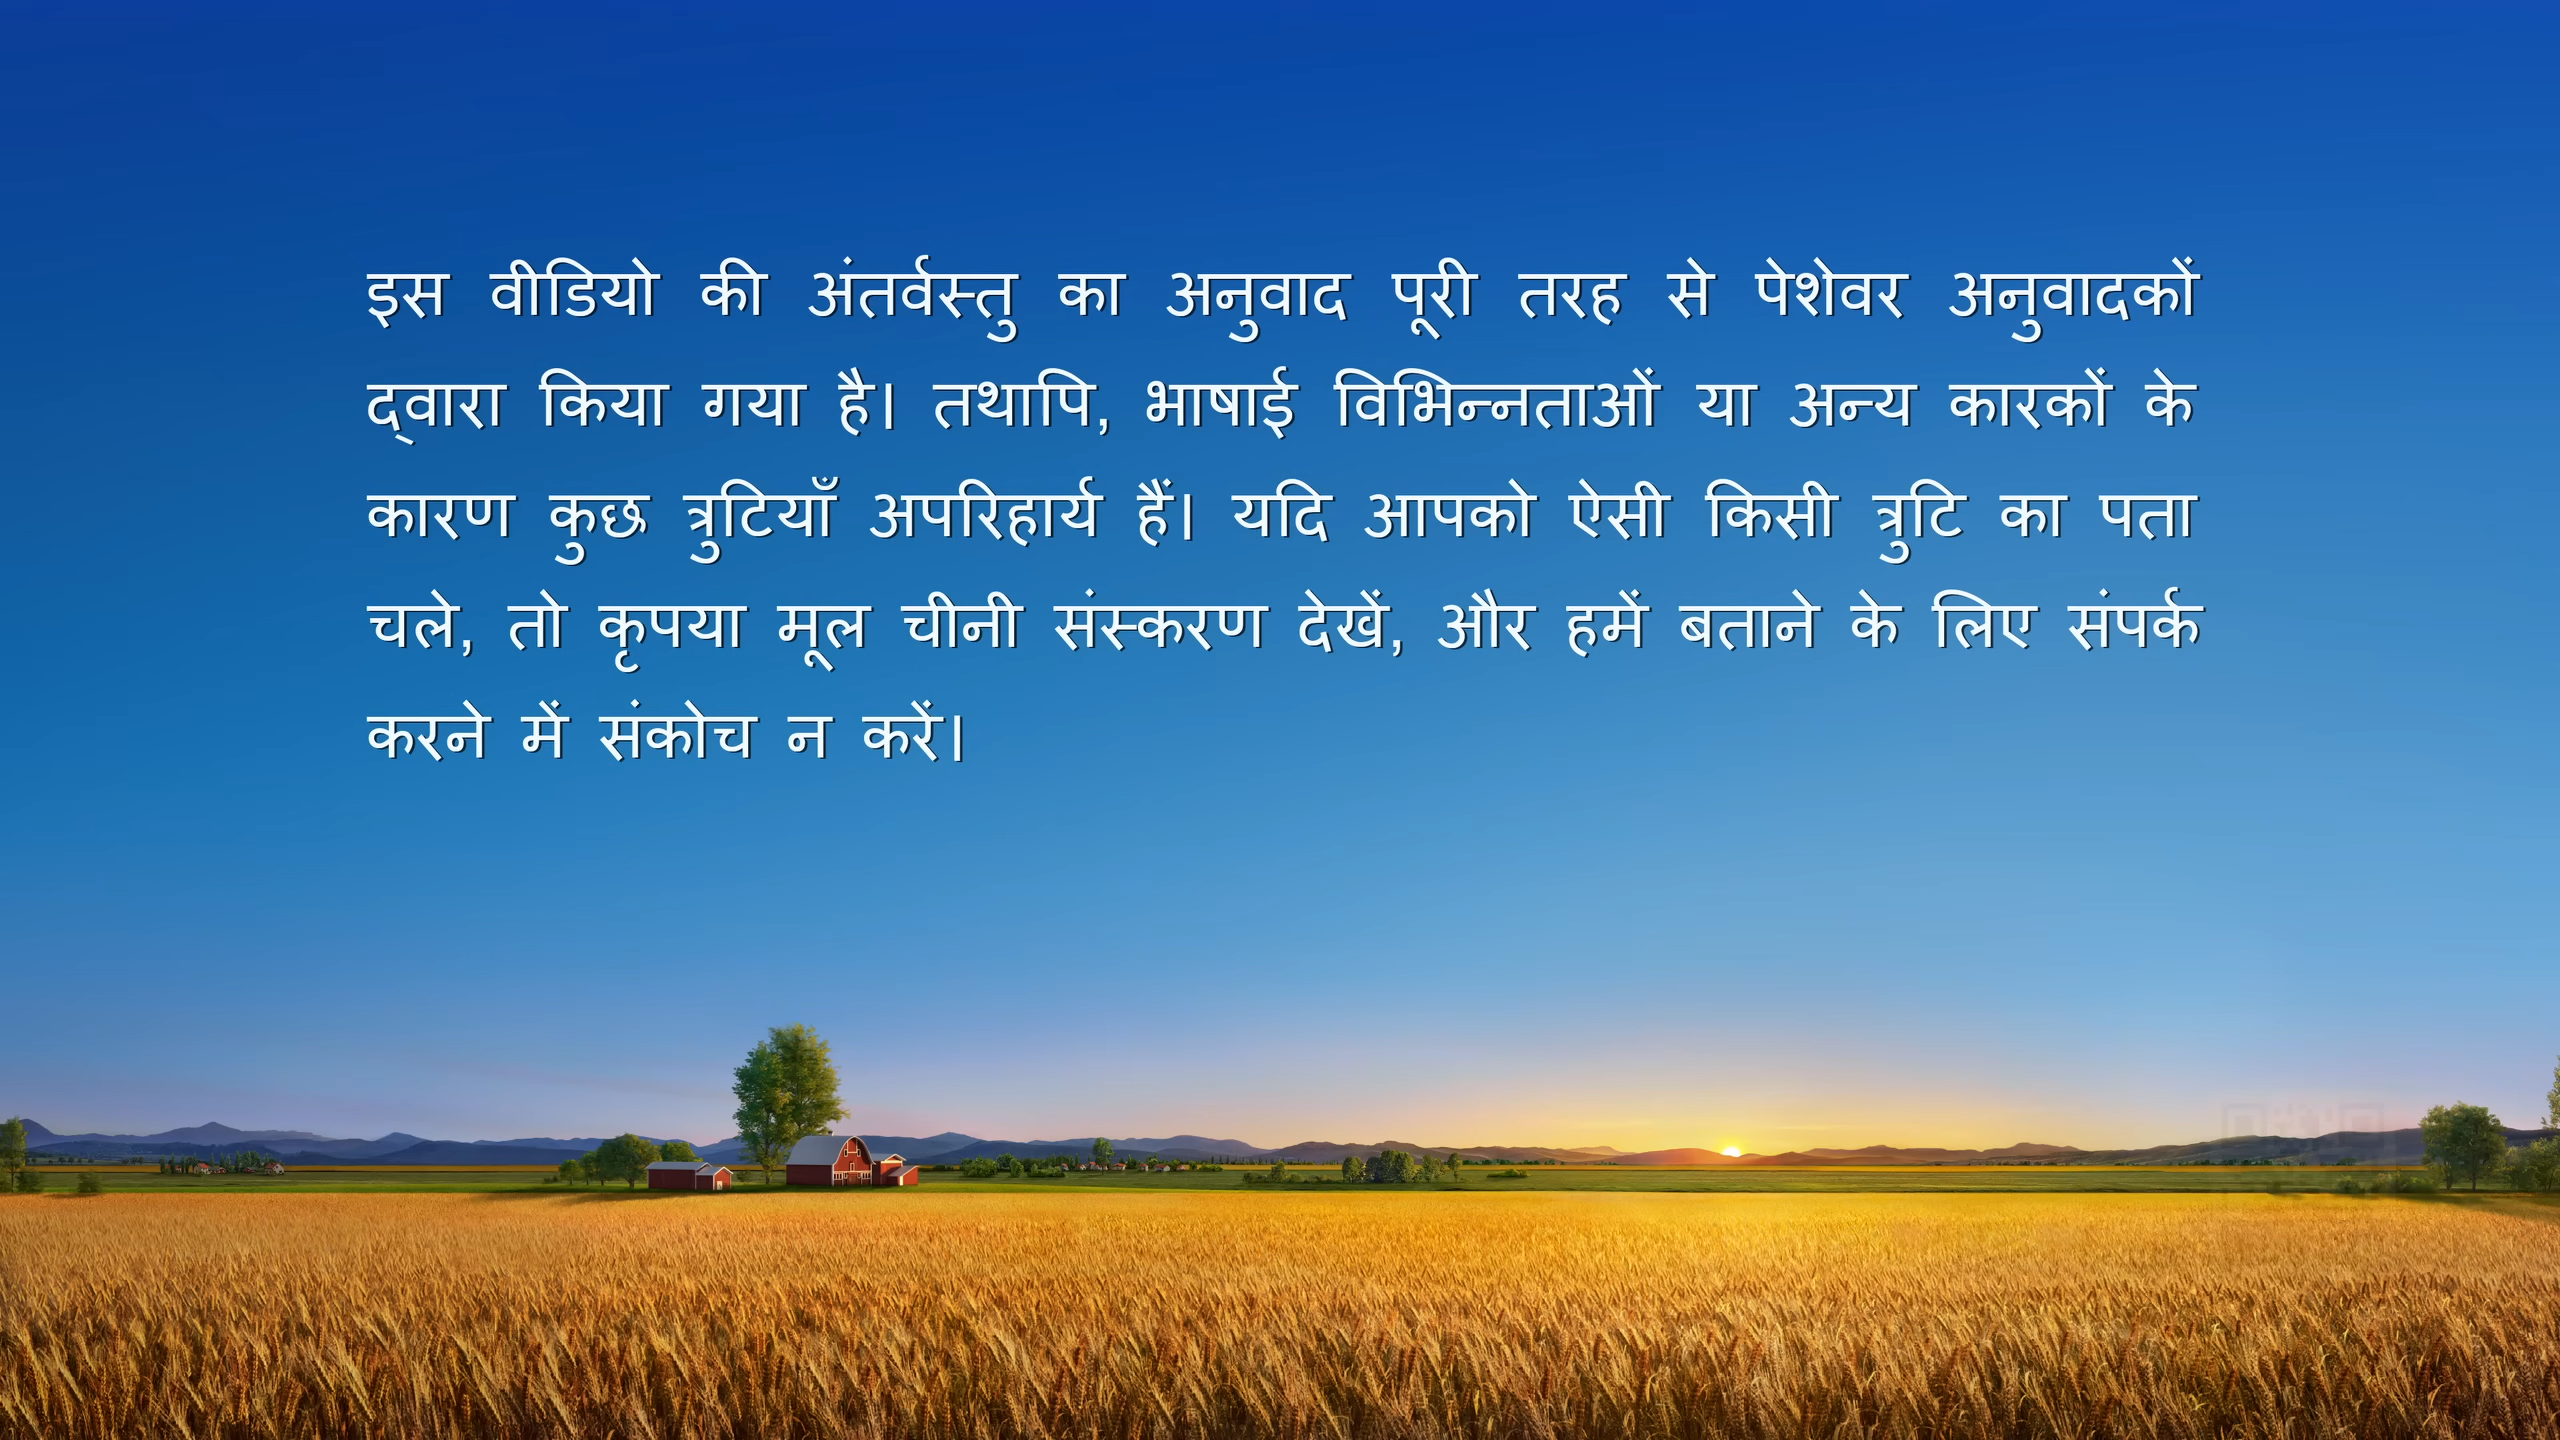 इस वीडियो की अंतर्वस्तु का अनुवाद पूरी तरह से पेशेवर अनुवादकों
द्वारा किया गया है। तथापि, भाषाई विभिन्नताओं या अन्य कारकों के
कारण कुछ त्रुटियाँ अपरिहार्य हैं। यदि आपको ऐसी किसी त्रुटि का पता
चले, तो कृपया मूल चीनी संस्करण देखें, और हमें बताने के लिए संपर्क
करने में संकोच न करें।